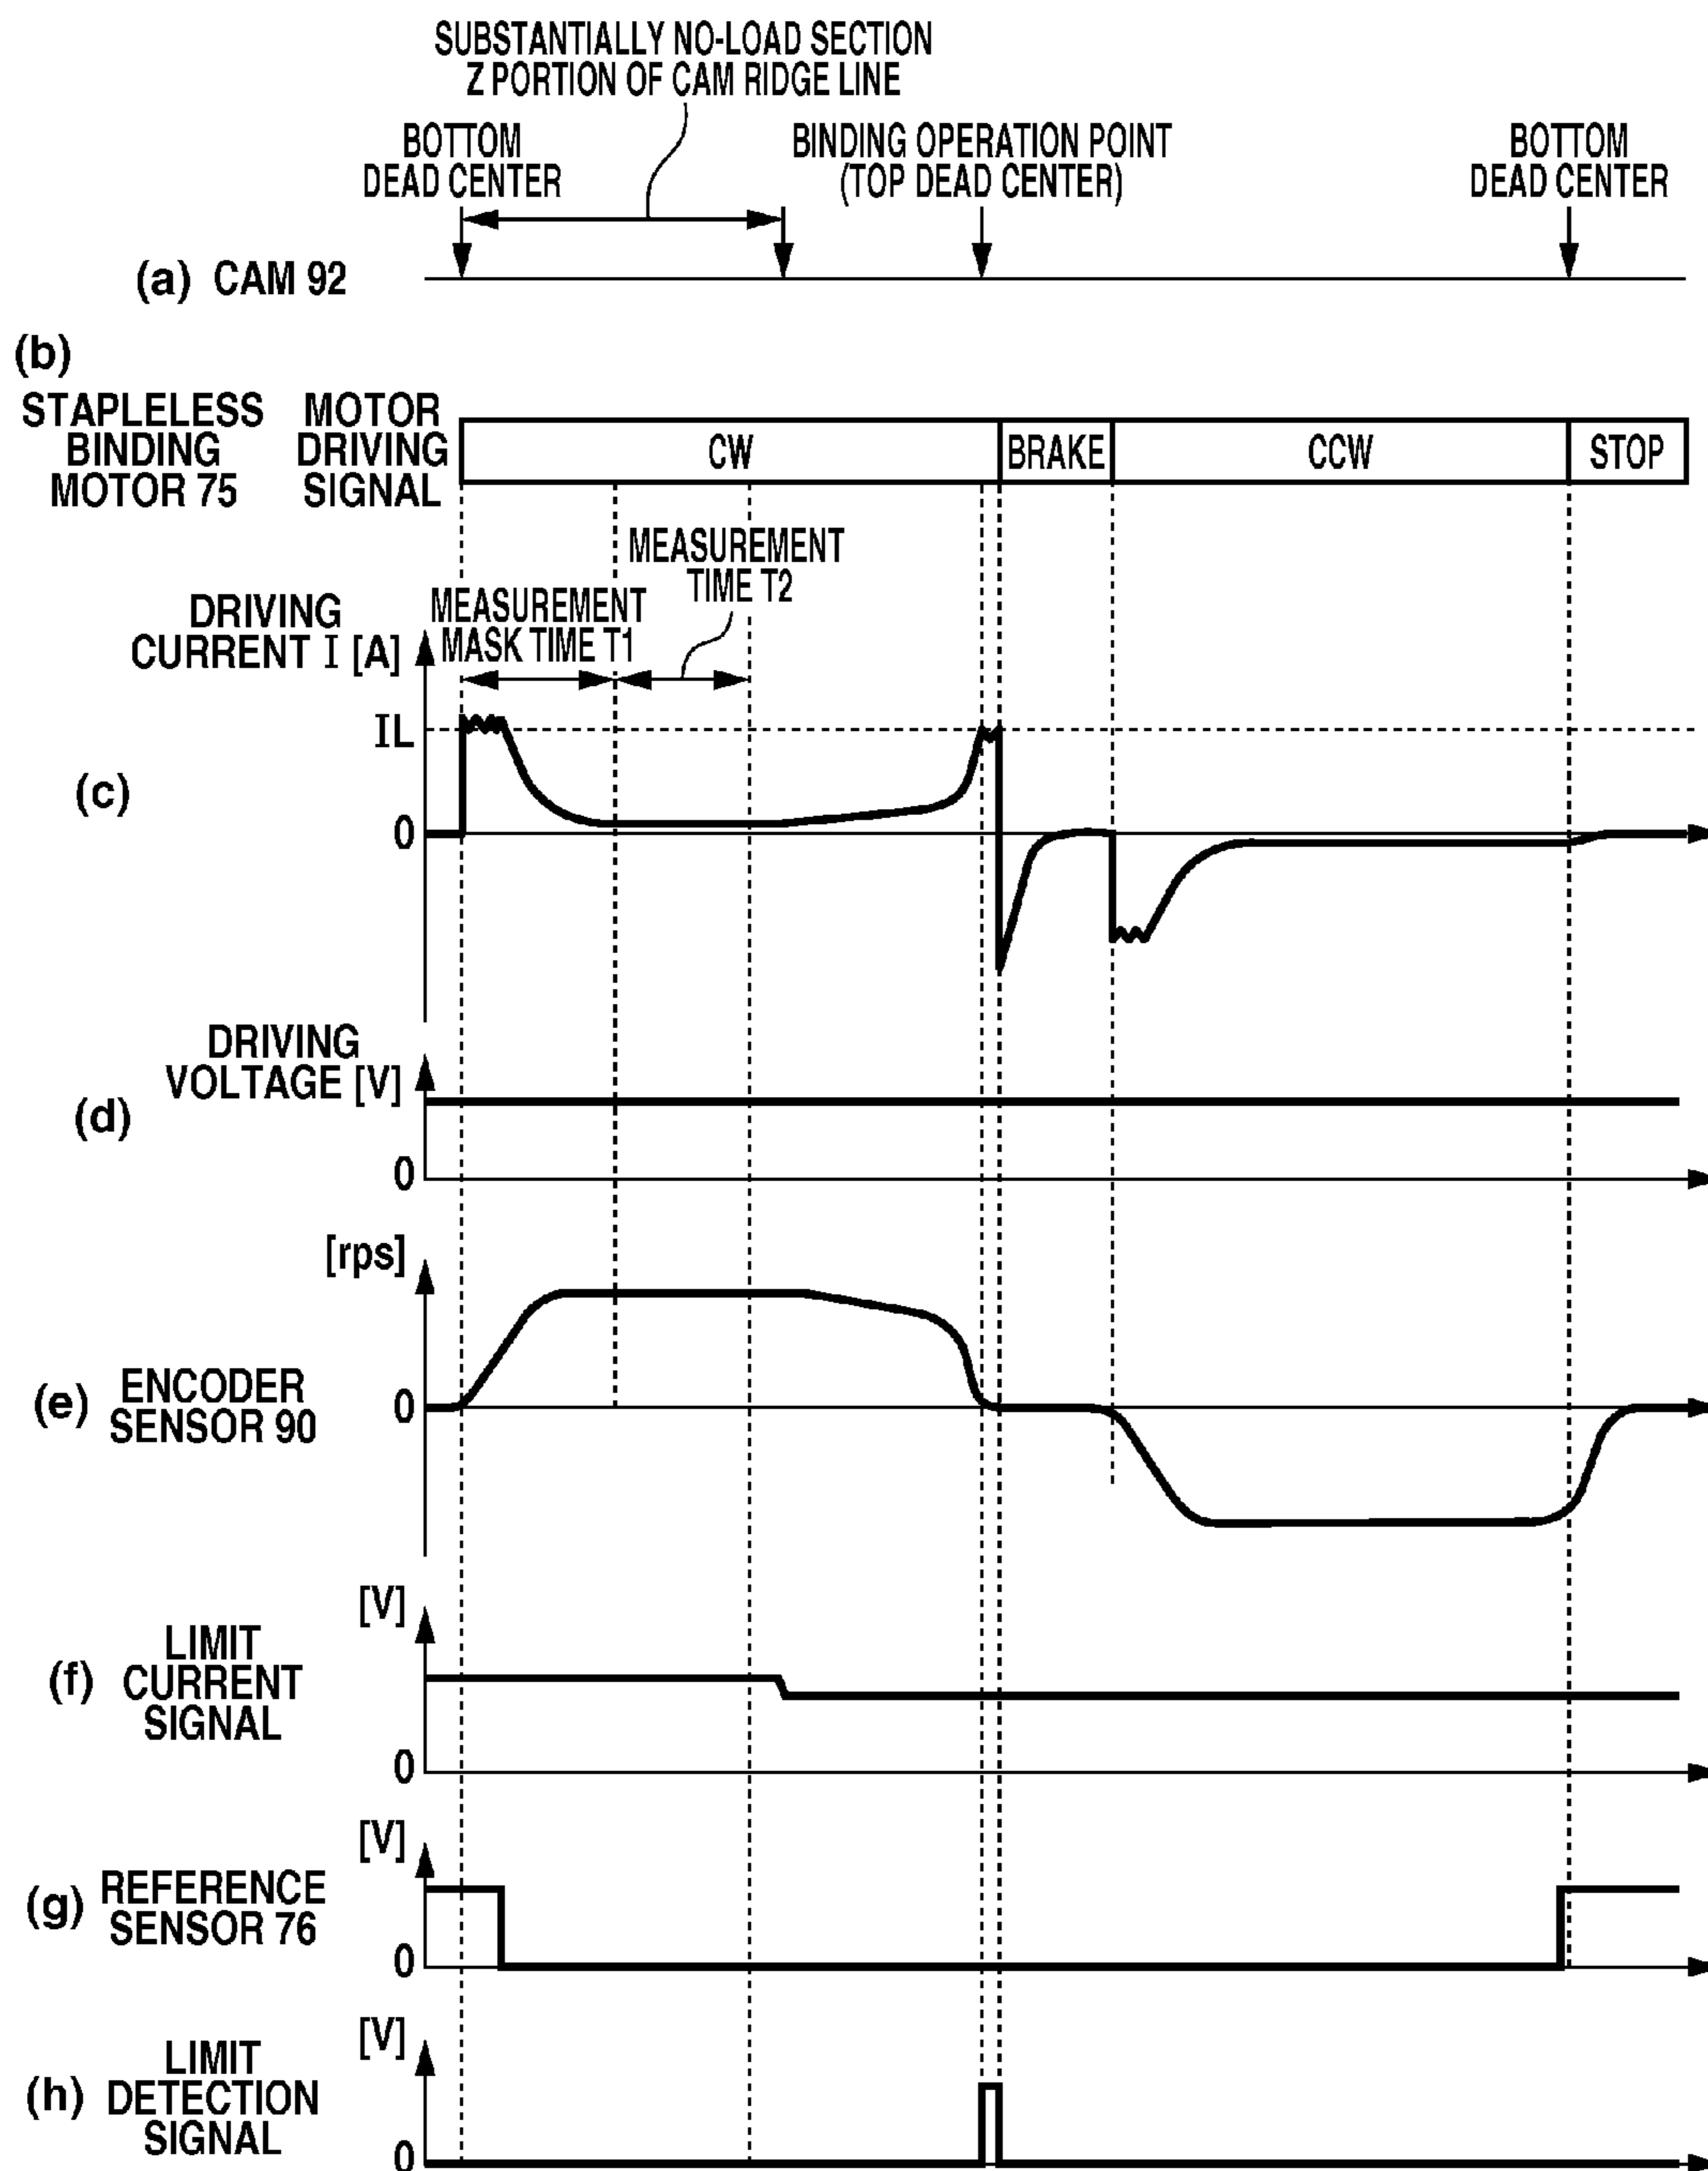 SUBSTANTIALLY NO-LOAD SECTION
Z PORTION OF CAM RIDGE LINE
BOTTOM
DEAD CENTER
BINDING OPERATION POINT
(TOP DEAD CENTER)
BOTTOM
DEAD CENTER
(a) CAM 92
(b)
STAPLELESS
BINDING
MOTOR 75
MOTOR
DRIVING
SIGNAL
CW
BRAKE
CCW
STOP
MEASUREMENT
TIME T2
MEASUREMENT
MASK TIME T1
DRIVING
CURRENT I [A]
IL
(c)
0
DRIVING
VOLTAGE [V]
(d)
0
[rps]
(e) ENCODER
SENSOR 90
0
[V]
(f) LIMIT
CURRENT
SIGNAL
0
[V]
(g) REFERENCE
SENSOR 76
0
[V]
(h) LIMIT
DETECTION
SIGNAL
0